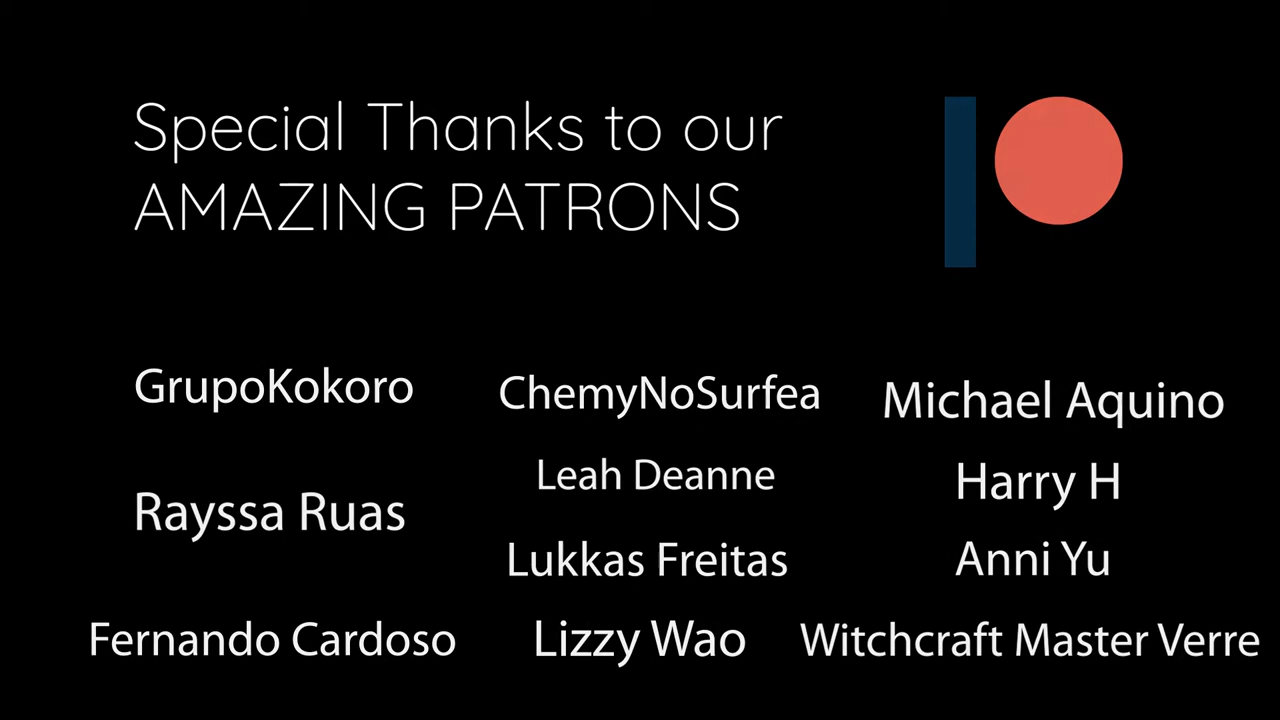 Special Thanks to our
AMAZING PATRONS
GrupoKokoro
ChemyNoSurfea
Michael Aquino
Leah Deanne
Harry H
Rayssa Ruas
Lukkas Freitas
Anni Yu
Fernando Cardoso
Lizzy Wao
Witchcraft Master Verre